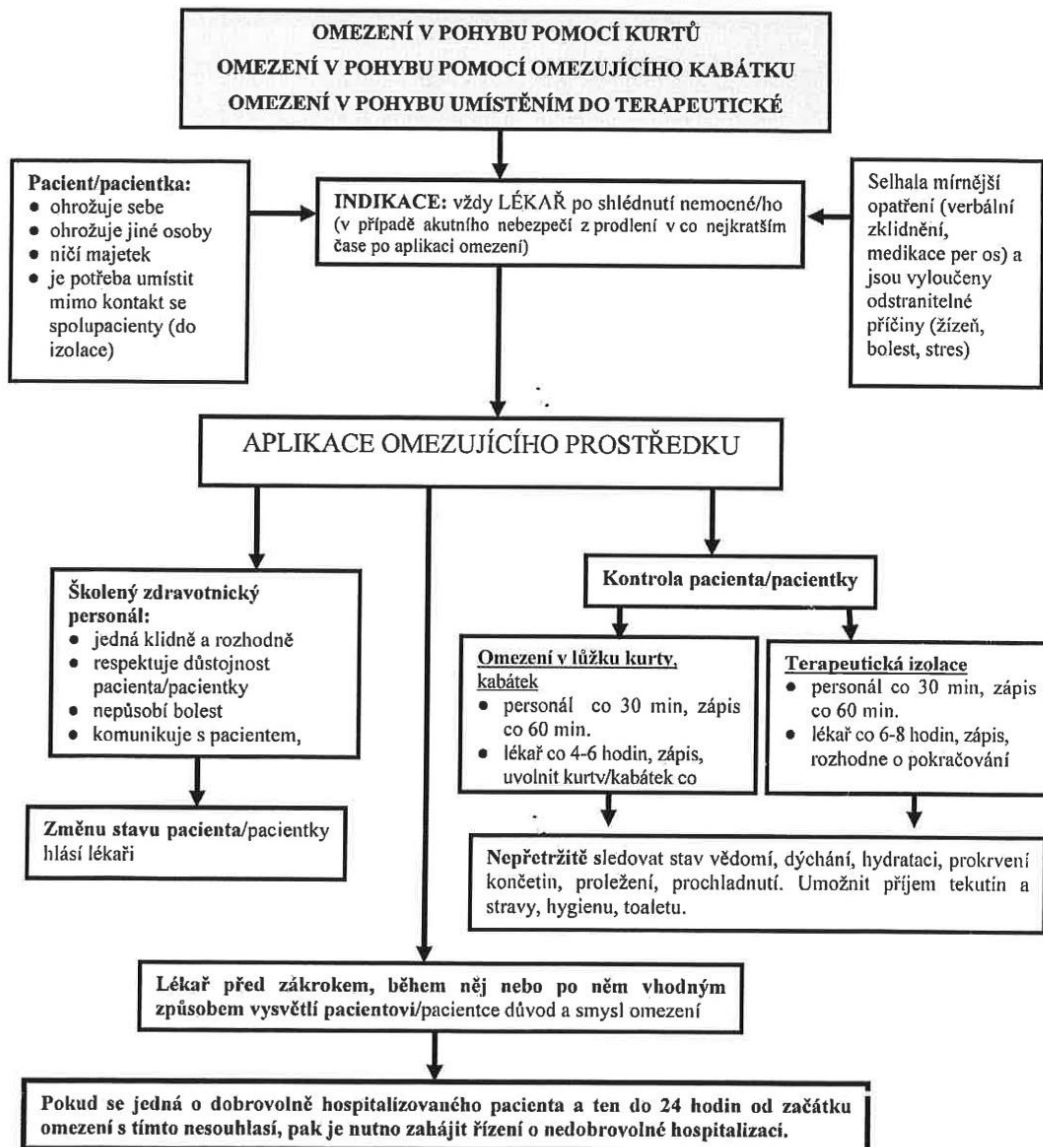 OMEZENÍ V POHYBU POMOCÍ KURTŮ
OMEZENÍ V POHYBU POMOCÍ OMEZUJÍCÍHO KABÁTKU
OMEZENÍ V POHYBU UMÍSTĚNÍM DO TERAPEUTICKÉ
Pacient/pacientka:
● ohrožuje sebe
● ohrožuje jiné osoby
● ničí majetek
● je potřeba umístit
mimo kontakt se
spolupacienty (do
izolace)
INDIKACE: vždy LÉKAŘ po shlédnutí nemocné/ho
(v případě akutního nebezpečí z prodlení v co nejkratším
čase po aplikaci omezení)
Selhala mírnější
opatření (verbální
zklidnění,
medikace per os) a
jsou vyloučeny
odstranitelné
příčiny (žízeň,
bolest, stres)
APLIKACE OMEZUJÍCÍHO PROSTŘEDKU
Školený zdravotnický
personál:
● jedná klidně a rozhodně
● respektuje důstojnost
pacienta/pacientky
● nepůsobí bolest
● komunikuje s pacientem,
Změnu stavu pacienta/pacientky
hlásí lékaři
Kontrola pacienta/pacientky
Omezení v lůžku kurty,
kabátek
● personál co 30 min, zápis
co 60 min.
● lékař co 4-6 hodin, zápis,
uvolnit kurty/kabátek co
Terapeutická izolace
● personál co 30 min, zápis
co 60 min.
● lékař co 6-8 hodin, zápis,
rozhodne o pokračování
Nepřetržitě sledovat stav vědomí, dýchání, hydrataci, prokrvení
končetin, proležení, prochladnutí. Umožnit příjem tekutin a
stravy, hygienu, toaletu.
Lékař před zákrokem, během něj nebo po něm vhodným
způsobem vysvětlí pacientovi/pacientce důvod a smysl omezení
Pokud se jedná o dobrovolně hospitalizovaného pacienta a ten do 24 hodin od začátku
omezení s tímto nesouhlasí, pak je nutno zahájit řízení o nedobrovolné hospitalizaci.